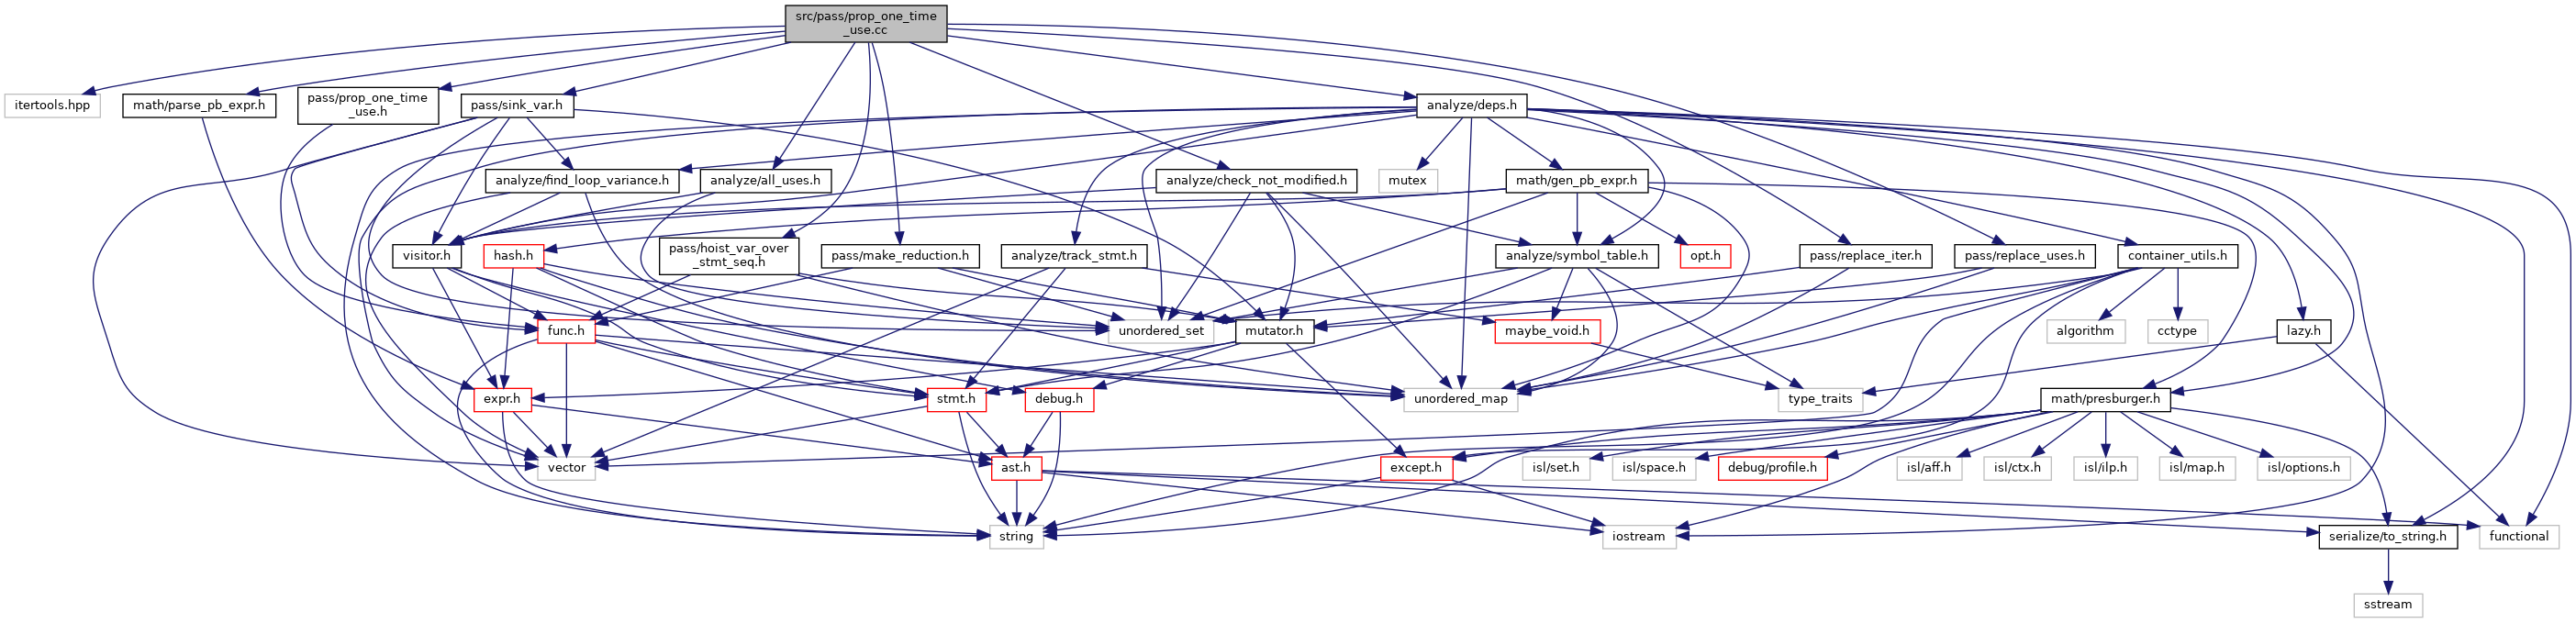 src/pass/prop_one_time
_use.cc
itertools.hpp
math/parse_pb_expr.h
pass/prop_one_time
_use.h
pass/sink_var.h
analyze/deps.h
analyze/find_loop_variance.h
analyze/all_uses.h
analyze/check_not_modified.h
mutex
math/gen_pb_expr.h
visitor.h
hash.h
pass/hoist_var_over
_stmt_seq.h
pass/make_reduction.h
analyze/track_stmt.h
analyze/symbol_table.h
opt.h
pass/replace_iter.h
pass/replace_uses.h
container_utils.h
func.h
unordered_set
mutator.h
maybe_void.h
algorithm
cctype
lazy.h
expr.h
stmt.h
debug.h
unordered_map
type_traits
math/presburger.h
vector
ast.h
except.h
isl/set.h
isl/space.h
debug/profile.h
isl/aff.h
isl/ctx.h
isl/ilp.h
isl/map.h
isl/options.h
string
iostream
serialize/to_string.h
functional
sstream